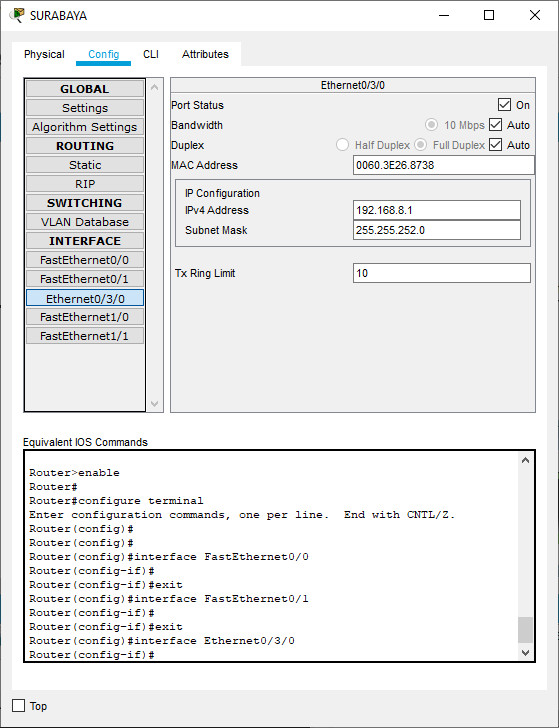 SURABAYA
Physical Config CLI Attributes
GLOBAL
Settings
Algorithm Settings
ROUTING
Static
RIP
SWITCHING
VLAN Database
INTERFACE
FastEthernet0/0
FastEthernet0/1
Ethernet0/3/0
FastEthernet1/0
FastEthernet1/1
Ethernet0/3/0
Port Status On
Bandwidth 10 Mbps Auto
Duplex Half Duplex Full Duplex Auto
MAC Address 0060.3E26.8738
IP Configuration
IPv4 Address 192.168.8.1
Subnet Mask 255.255.252.0
Tx Ring Limit 10
Equivalent IOS Commands
Router>enable
Router#
Router#configure terminal
Enter configuration commands, one per line.  End with CNTL/Z.
Router(config)#
Router(config)#
Router(config)#interface FastEthernet0/0
Router(config-if)#
Router(config-if)#exit
Router(config)#interface FastEthernet0/1
Router(config-if)#
Router(config-if)#exit
Router(config)#interface Ethernet0/3/0
Router(config-if)#
Top